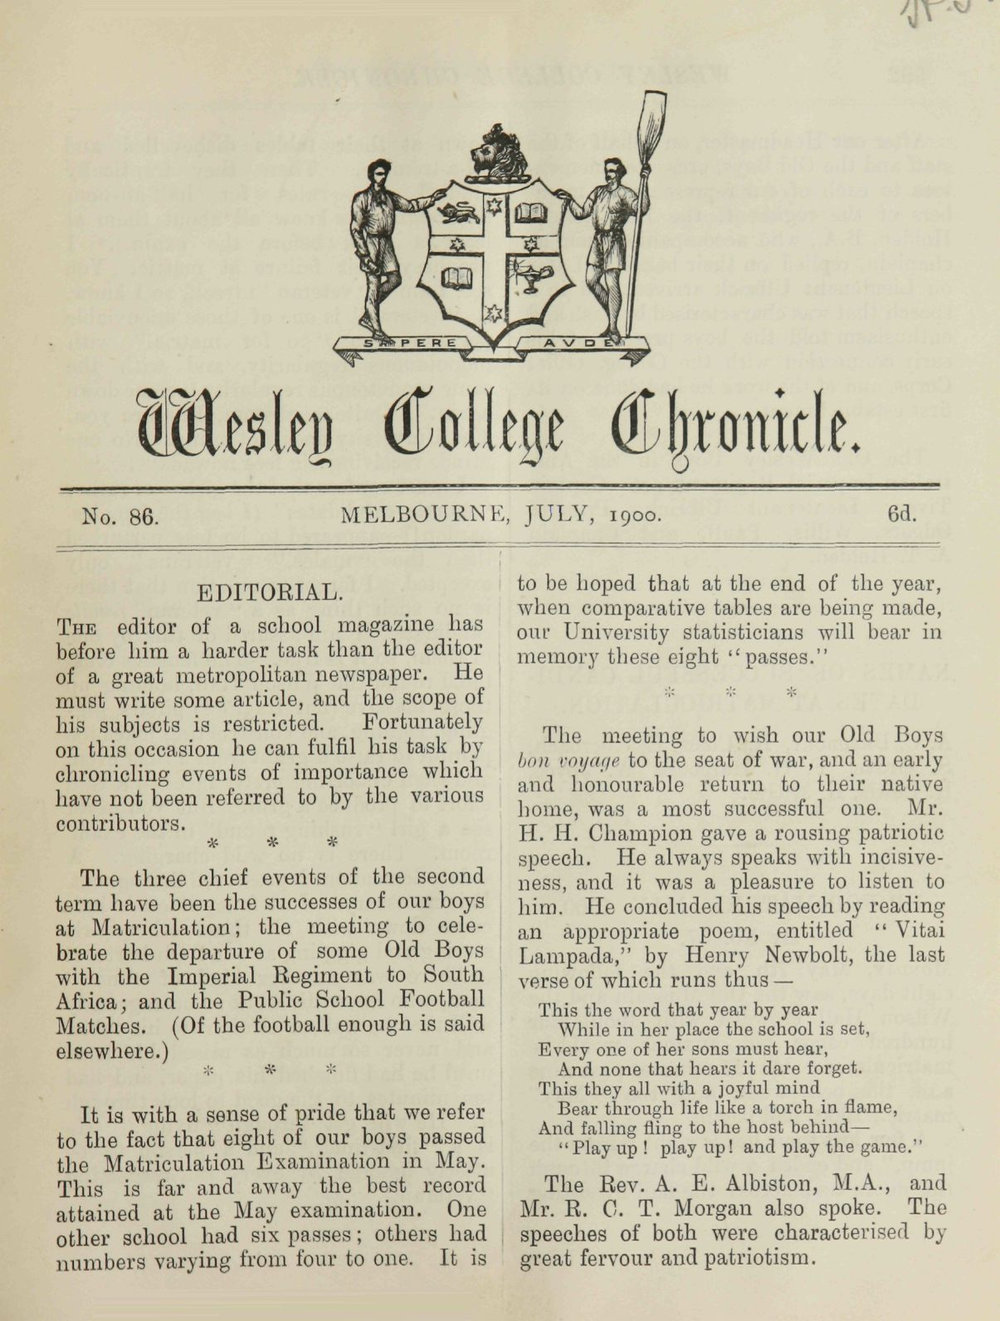 SAPERE AVDE
Wesley College Chronicle.
No. 86. MELBOURNE, JULY, 1900. 6d.
EDITORIAL.
THE editor of a school magazine has
before him a harder task than the editor
of a great metropolitan newspaper. He
must write some article, and the scope of
his subjects is restricted. Fortunately
on this occasion he can fulfil his task by
chronicling events of importance which
have not been referred to by the various
contributors.
* * *
The three chief events of the second
term have been the successes of our boys
at Matriculation; the meeting to cele-
brate the departure of some Old Boys
with the Imperial Regiment to South
Africa; and the Public School Football
Matches. (Of the football enough is said
elsewhere.)
* * *
It is with a sense of pride that we refer
to the fact that eight of our boys passed
the Matriculation Examination in May.
This is far and away the best record
attained at the May examination. One
other school had six passes; others had
numbers varying from four to one. It is
to be hoped that at the end of the year,
when comparative tables are being made,
our University statisticians will bear in
memory these eight "passes."
* * *
The meeting to wish our Old Boys
bon voyage to the seat of war, and an early
and honourable return to their native
home, was a most successful one. Mr.
H. H. Champion gave a rousing patriotic
speech. He always speaks with incisive-
ness, and it was a pleasure to listen to
him. He concluded his speech by reading
an appropriate poem, entitled "Vitai
Lampada," by Henry Newbolt, the last
verse of which runs thus—
This the word that year by year
While in her place the school is set,
Every one of her sons must hear,
And none that hears it dare forget.
This they all with a joyful mind
Bear through life like a torch in flame,
And falling fling to the host behind—
"Play up! play up! and play the game."
The Rev. A. E. Albiston, M.A., and
Mr. R. C. T. Morgan also spoke. The
speeches of both were characterised by
great fervour and patriotism.